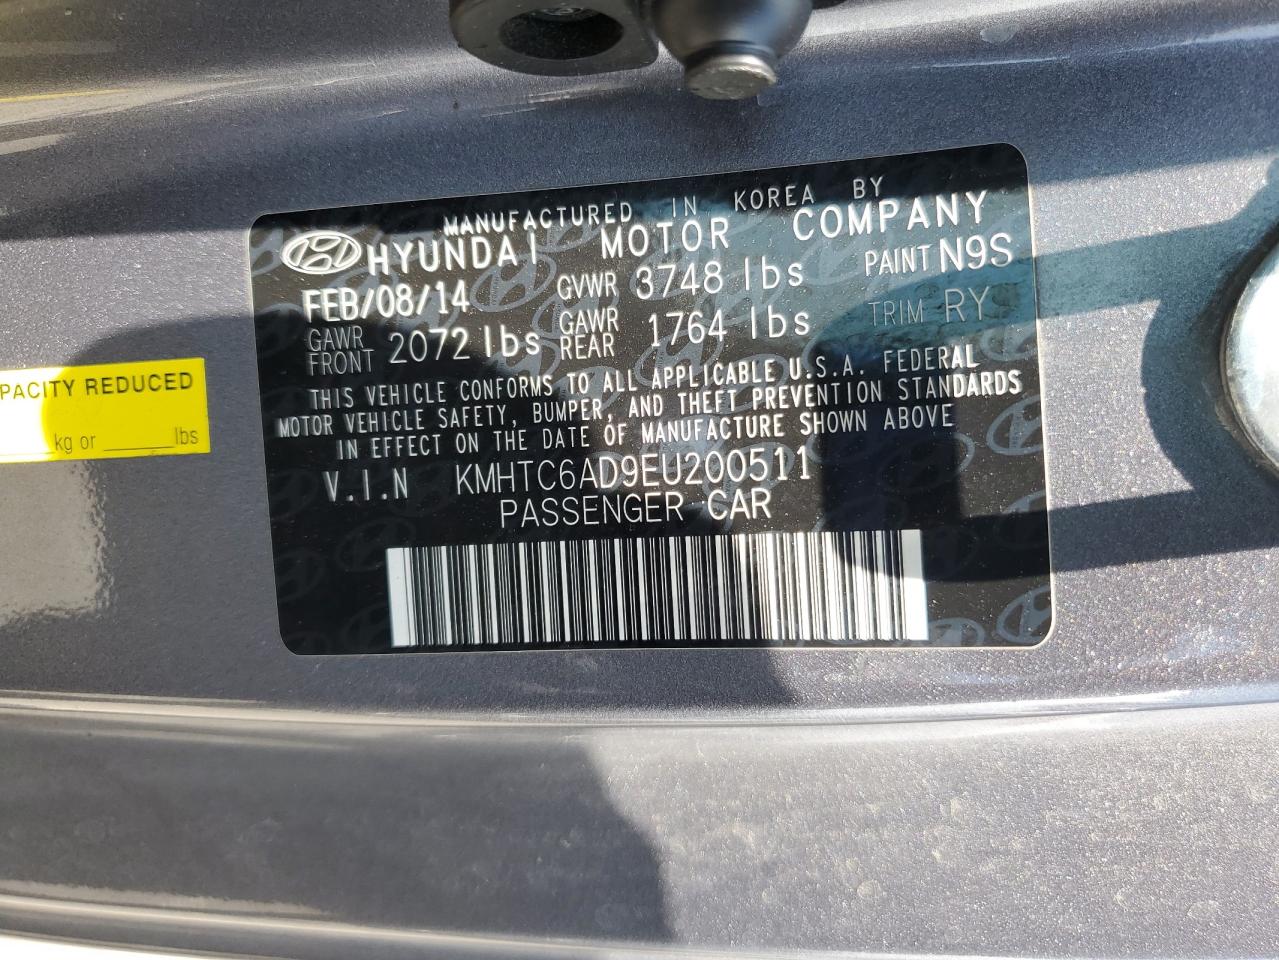 MANUFACTURED IN KOREA BY
HYUNDAI MOTOR COMPANY
FEB/08/14 GVWR 3748 lbs PAINT N9S
GAWR FRONT 2072 lbs GAWR REAR 1764 lbs TRIM RY
THIS VEHICLE CONFORMS TO ALL APPLICABLE U.S.A. FEDERAL
MOTOR VEHICLE SAFETY, BUMPER, AND THEFT PREVENTION STANDARDS
IN EFFECT ON THE DATE OF MANUFACTURE SHOWN ABOVE
V.I.N KMHTC6AD9EU200511
PASSENGER CAR
PACITY REDUCED
kg or ______lbs